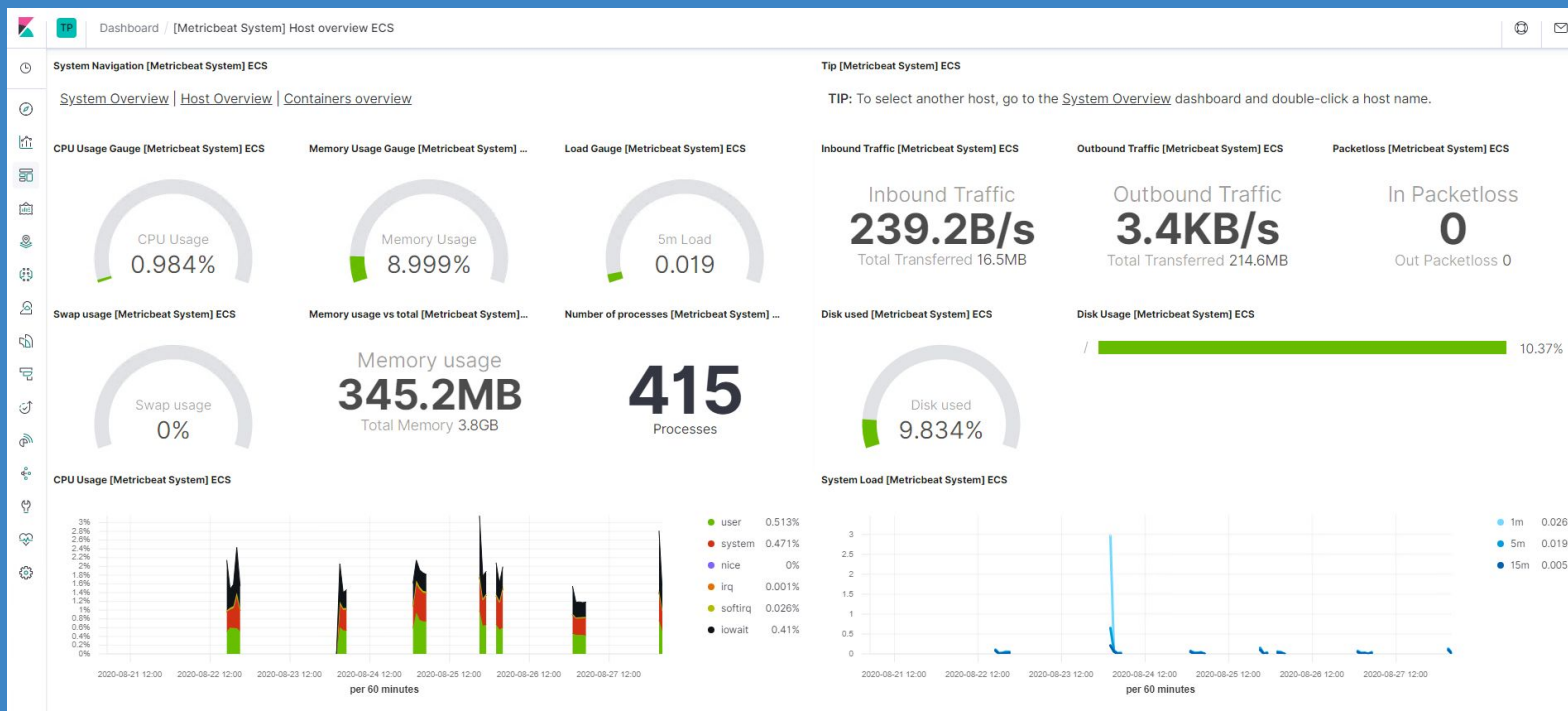 TP Dashboard / [Metricbeat System] Host overview ECS
System Navigation [Metricbeat System] ECS
System Overview | Host Overview | Containers overview
Tip [Metricbeat System] ECS
TIP: To select another host, go to the System Overview dashboard and double-click a host name.
CPU Usage Gauge [Metricbeat System] ECS
CPU Usage
0.984%
Memory Usage Gauge [Metricbeat System] ...
Memory Usage
8.999%
Load Gauge [Metricbeat System] ECS
5m Load
0.019
Inbound Traffic [Metricbeat System] ECS
Inbound Traffic
239.2B/s
Total Transferred 16.5MB
Outbound Traffic [Metricbeat System] ECS
Outbound Traffic
3.4KB/s
Total Transferred 214.6MB
Packetloss [Metricbeat System] ECS
In Packetloss
0
Out Packetloss 0
Swap usage [Metricbeat System] ECS
Swap usage
0%
Memory usage vs total [Metricbeat System]...
Memory usage
345.2MB
Total Memory 3.8GB
Number of processes [Metricbeat System] ...
415
Processes
Disk used [Metricbeat System] ECS
Disk used
9.834%
Disk Usage [Metricbeat System] ECS
/ 10.37%
CPU Usage [Metricbeat System] ECS
3%
2.8%
2.6%
2.4%
2.2%
2%
1.8%
1.6%
1.4%
1.2%
1%
0.8%
0.6%
0.4%
0.2%
0%
2020-08-21 12:00 2020-08-22 12:00 2020-08-23 12:00 2020-08-24 12:00 2020-08-25 12:00 2020-08-26 12:00 2020-08-27 12:00
per 60 minutes
user 0.513%
system 0.471%
nice 0%
irq 0.001%
softirq 0.026%
iowait 0.41%
System Load [Metricbeat System] ECS
3
2.5
2
1.5
1
0.5
0
2020-08-21 12:00 2020-08-22 12:00 2020-08-23 12:00 2020-08-24 12:00 2020-08-25 12:00 2020-08-26 12:00 2020-08-27 12:00
per 60 minutes
1m 0.026
5m 0.019
15m 0.005